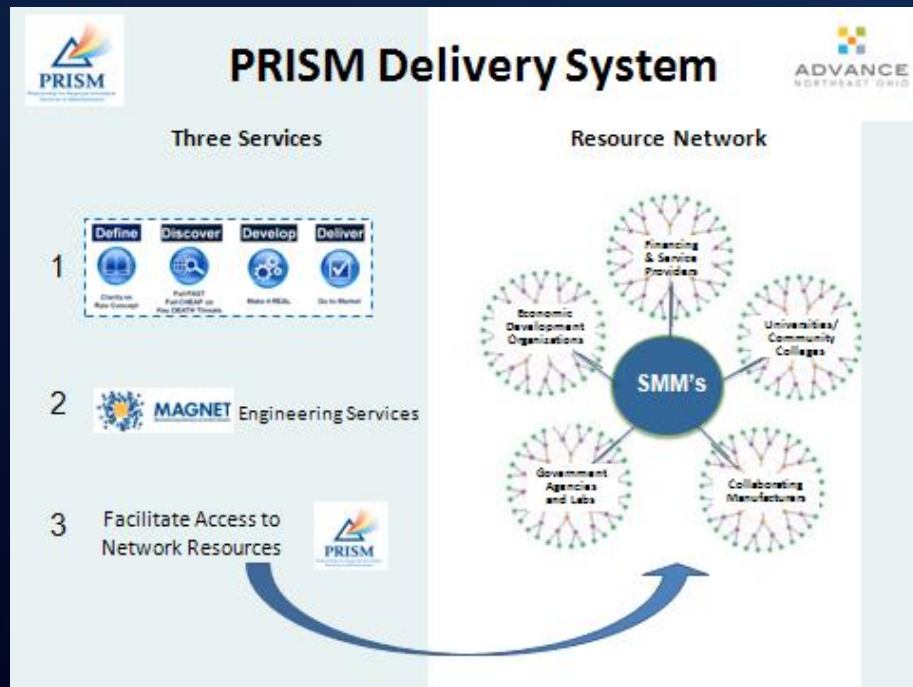 PRISM
PRISM Delivery System
ADVANCE
NORTHEAST OHIO
Three Services
Resource Network
1
Define Discover Develop Deliver
Clarity on
Raw Concept
Fail FAST
Fail CHEAP on
Key DEATH Threats
Make it REAL
Go to Market
2
MAGNET Engineering Services
3
Facilitate Access to
Network Resources
PRISM
Financing
& Service
Providers
Economic
Development
Organizations
Universities/
Community
Colleges
SMM's
Government
Agencies
and Labs
Collaborating
Manufacturers